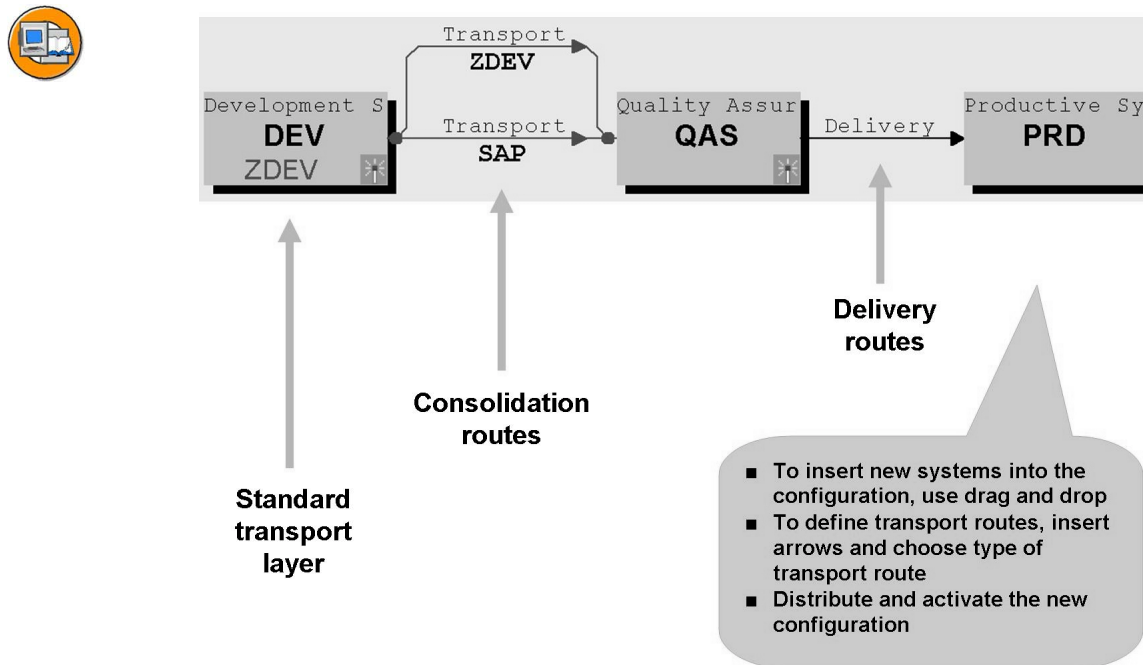 Transport
ZDEV
Development S
DEV
ZDEV
Transport
SAP
Quality Assur
QAS
Delivery
Productive Sy
PRD
Delivery
routes
Consolidation
routes
Standard
transport
layer
■ To insert new systems into the
configuration, use drag and drop
■ To define transport routes, insert
arrows and choose type of
transport route
■ Distribute and activate the new
configuration